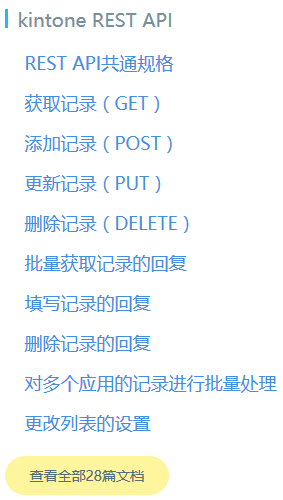 kintone REST API
REST API共通规格
获取记录（GET）
添加记录（POST）
更新记录（PUT）
删除记录（DELETE）
批量获取记录的回复
填写记录的回复
删除记录的回复
对多个应用的记录进行批量处理
更改列表的设置
查看全部28篇文档